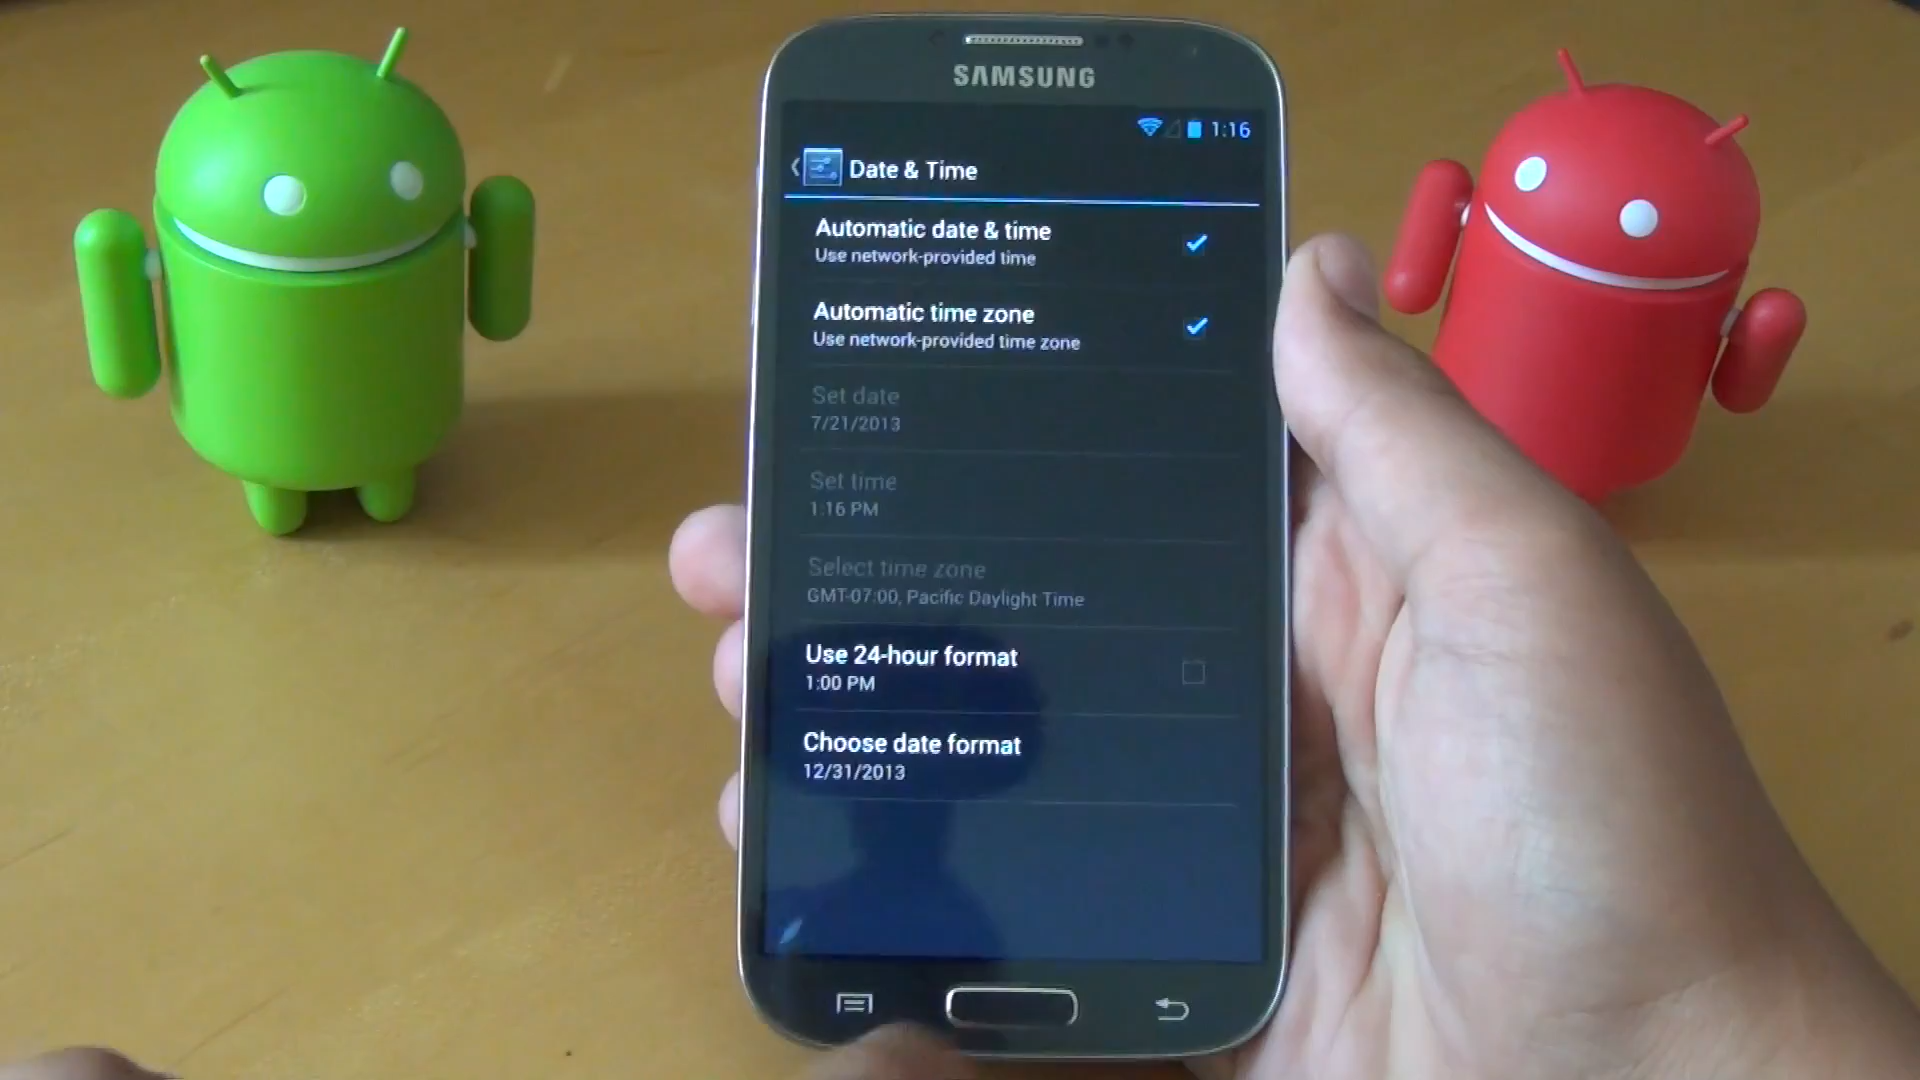 SAMSUNG
1:16
Date & Time
Automatic date & time
Use network-provided time
Automatic time zone
Use network-provided time zone
Set date
7/21/2013
Set time
1:16 PM
Select time zone
GMT-07:00, Pacific Daylight Time
Use 24-hour format
1:00 PM
Choose date format
12/31/2013